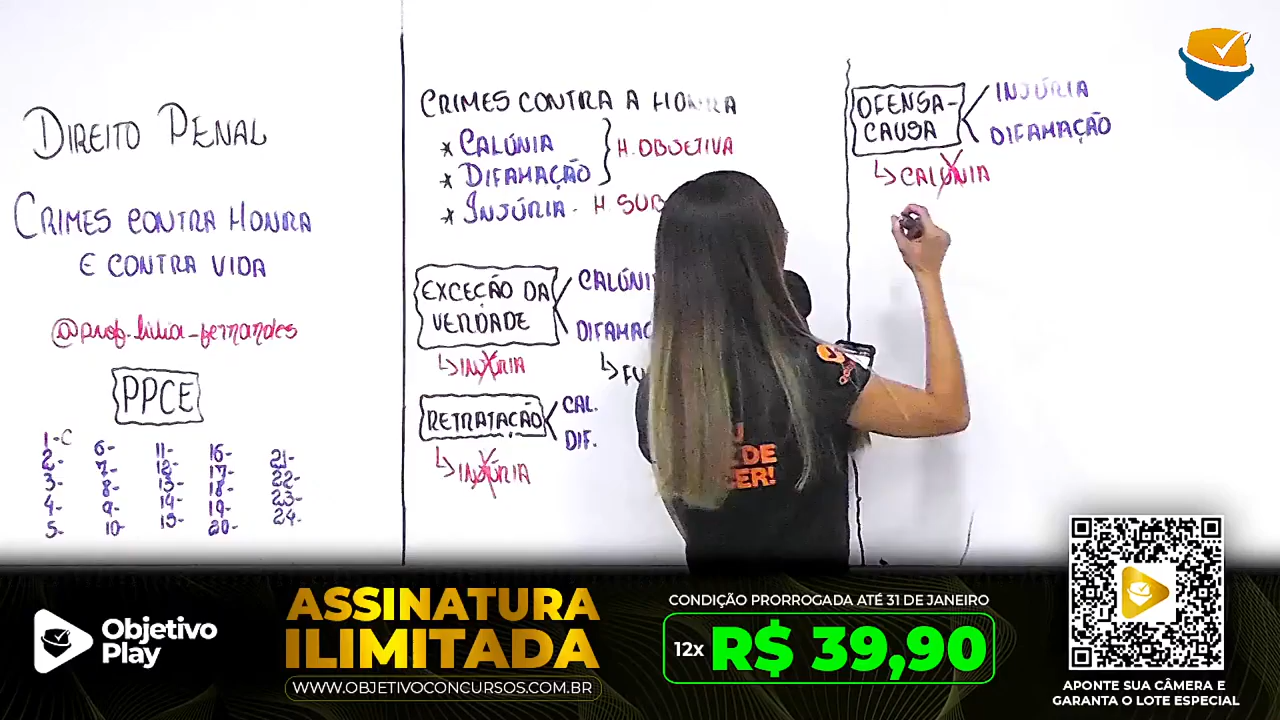 DIREITO PENAL
CRIMES CONTRA HONRA
E CONTRA VIDA
@prof.lilia_fernandes
PPCE
1-C
2-
3-
4-
5-
6-
7-
8-
9-
10-
11-
12-
13-
14-
15-
16-
17-
18-
19-
20-
21-
22-
23-
24-
CRIMES CONTRA A HONRA
* CALÚNIA
* DIFAMAÇÃO
H. OBJETIVA
* INJÚRIA - H. SUB
EXCEÇÃO DA
VERDADE
CALÚNI
DIFAMAÇ
INJÚRIA
FU
RETRATAÇÃO
CAL.
DIF.
INJÚRIA
OFENSA-
CAUSA
INJÚRIA
DIFAMAÇÃO
CALÚNIA
Objetivo
Play
ASSINATURA
ILIMITADA
WWW.OBJETIVOCONCURSOS.COM.BR
CONDIÇÃO PRORROGADA ATÉ 31 DE JANEIRO
12x R$ 39,90
APONTE SUA CÂMERA E
GARANTA O LOTE ESPECIAL